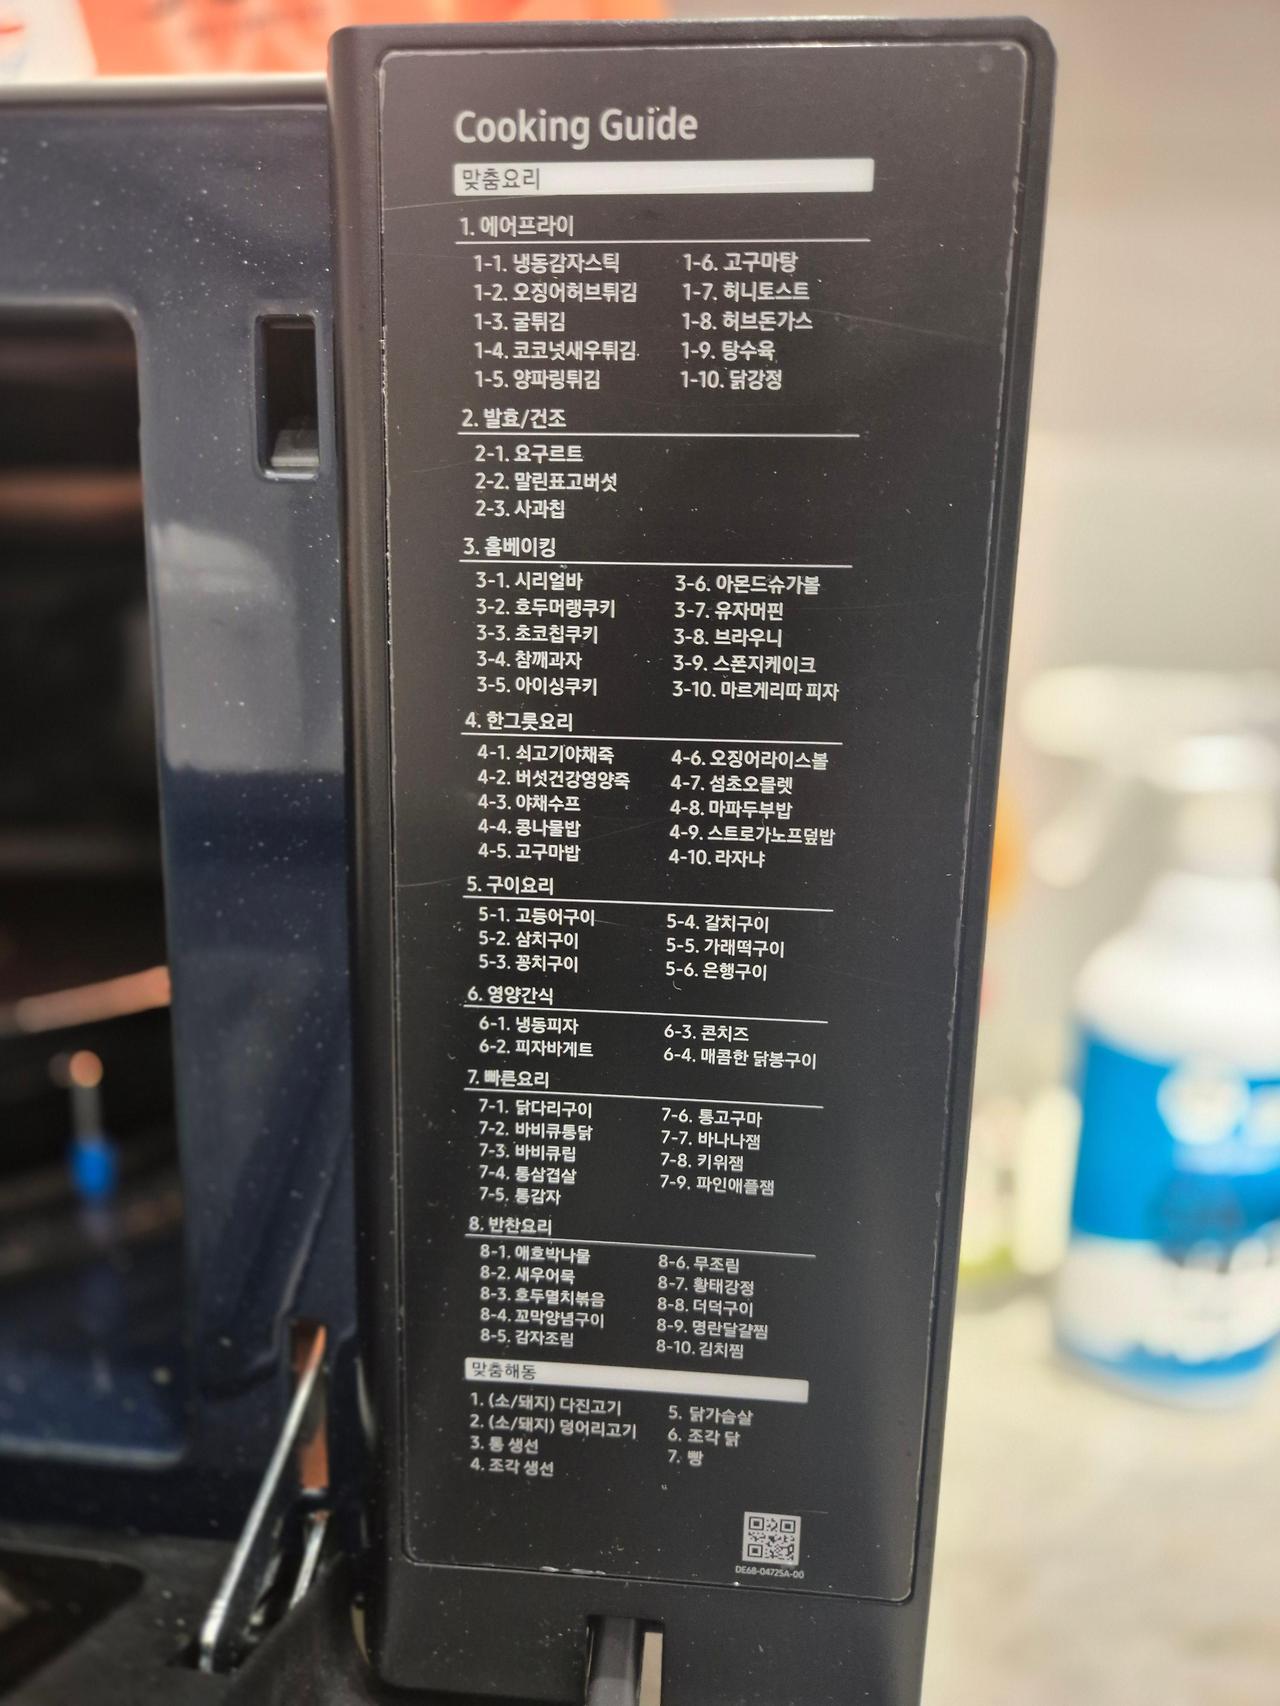 Cooking Guide
맞춤요리
1. 에어프라이
1-1. 냉동감자스틱
1-2. 오징어허브튀김
1-3. 굴튀김
1-4. 코코넛새우튀김
1-5. 양파링튀김
1-6. 고구마탕
1-7. 허니토스트
1-8. 허브돈가스
1-9. 탕수육
1-10. 닭강정
2. 발효/건조
2-1. 요구르트
2-2. 말린표고버섯
2-3. 사과칩
3. 홈베이킹
3-1. 시리얼바
3-2. 호두머랭쿠키
3-3. 초코칩쿠키
3-4. 참깨과자
3-5. 아이싱쿠키
3-6. 아몬드슈가볼
3-7. 유자머핀
3-8. 브라우니
3-9. 스폰지케이크
3-10. 마르게리따 피자
4. 한그릇요리
4-1. 쇠고기야채죽
4-2. 버섯건강영양죽
4-3. 야채수프
4-4. 콩나물밥
4-5. 고구마밥
4-6. 오징어라이스볼
4-7. 섬초오믈렛
4-8. 마파두부밥
4-9. 스트로가노프덮밥
4-10. 라자냐
5. 구이요리
5-1. 고등어구이
5-2. 삼치구이
5-3. 꽁치구이
5-4. 갈치구이
5-5. 가래떡구이
5-6. 은행구이
6. 영양간식
6-1. 냉동피자
6-2. 피자바게트
6-3. 콘치즈
6-4. 매콤한 닭봉구이
7. 빠른요리
7-1. 닭다리구이
7-2. 바비큐통닭
7-3. 바비큐립
7-4. 통삼겹살
7-5. 통감자
7-6. 통고구마
7-7. 바나나잼
7-8. 키위잼
7-9. 파인애플잼
8. 반찬요리
8-1. 애호박나물
8-2. 새우어묵
8-3. 호두멸치볶음
8-4. 꼬막양념구이
8-5. 감자조림
8-6. 무조림
8-7. 황태강정
8-8. 더덕구이
8-9. 명란달걀찜
8-10. 김치찜
맞춤해동
1. (소/돼지) 다진고기
2. (소/돼지) 덩어리고기
3. 통 생선
4. 조각 생선
5. 닭가슴살
6. 조각 닭
7. 빵
DE68-04725A-00